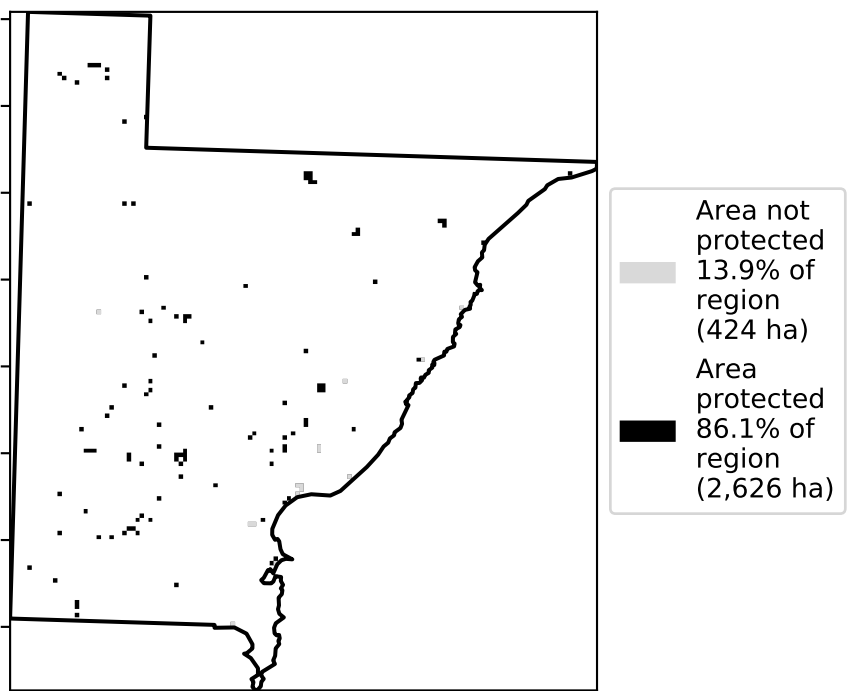 Area not
protected
13.9% of
region
(424 ha)
Area
protected
86.1% of
region
(2,626 ha)